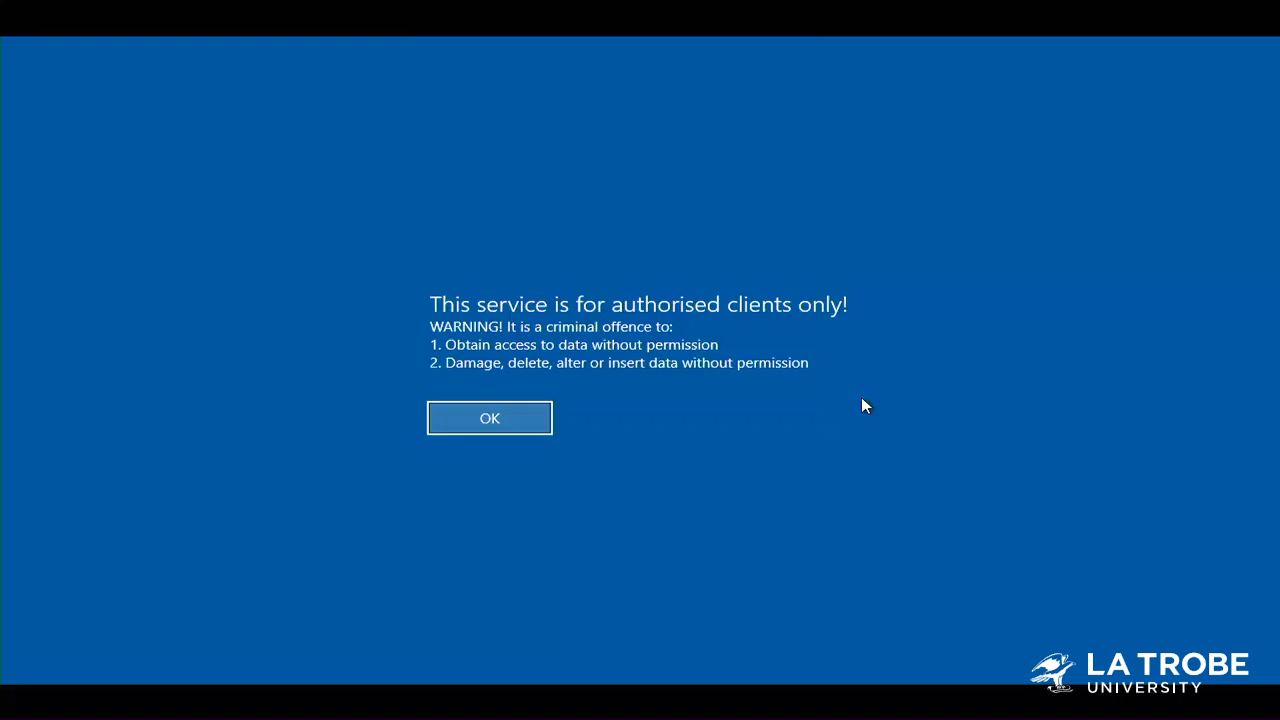 This service is for authorised clients only!
WARNING! It is a criminal offence to:
1. Obtain access to data without permission
2. Damage, delete, alter or insert data without permission
OK
LA TROBE
UNIVERSITY